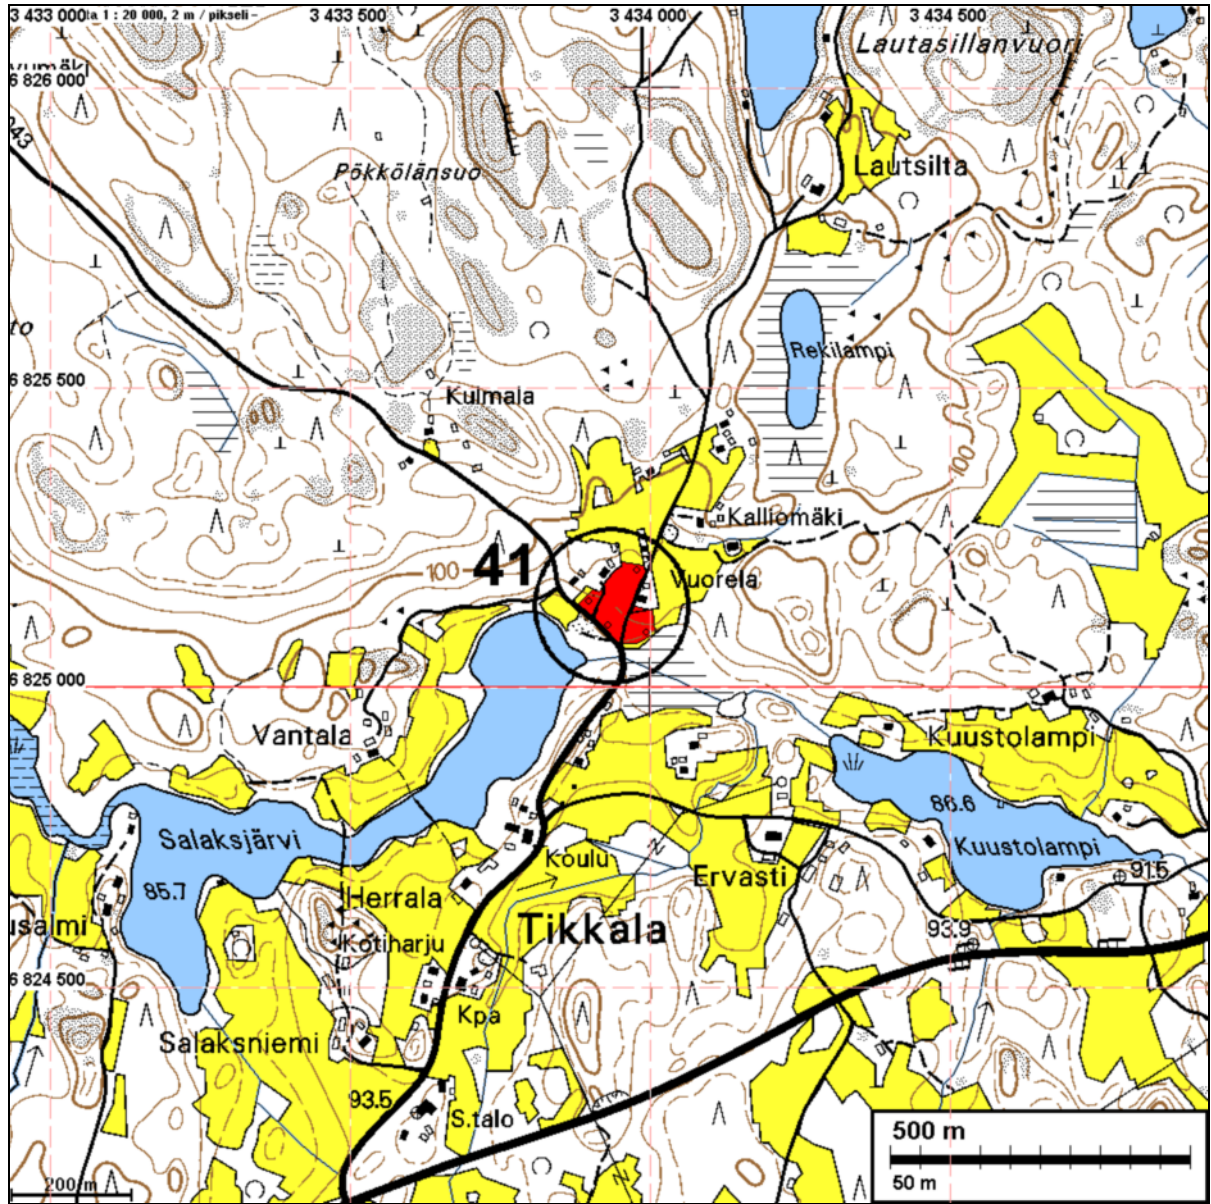 3 433 000
ta 1 : 20 000, 2 m / pikseli -
3 433 500
3 434 000
3 434 500
Lautasillanvuori
6 826 000
Pökkölänsuo
Lautsilta
Rekilampi
6 825 500
Kulmala
100
Kalliomäki
41
100
Vuorela
6 825 000
Vantala
Kuustolampi
86.6
Salaksjärvi
Koulu
Kuustolampi
85.7
Herrala
Ervasti
91.5
usalmi
Kotiharju
Tikkala
93.9
6 824 500
Kpa
Salaksniemi
93.5
S.talo
500 m
50 m
200 m